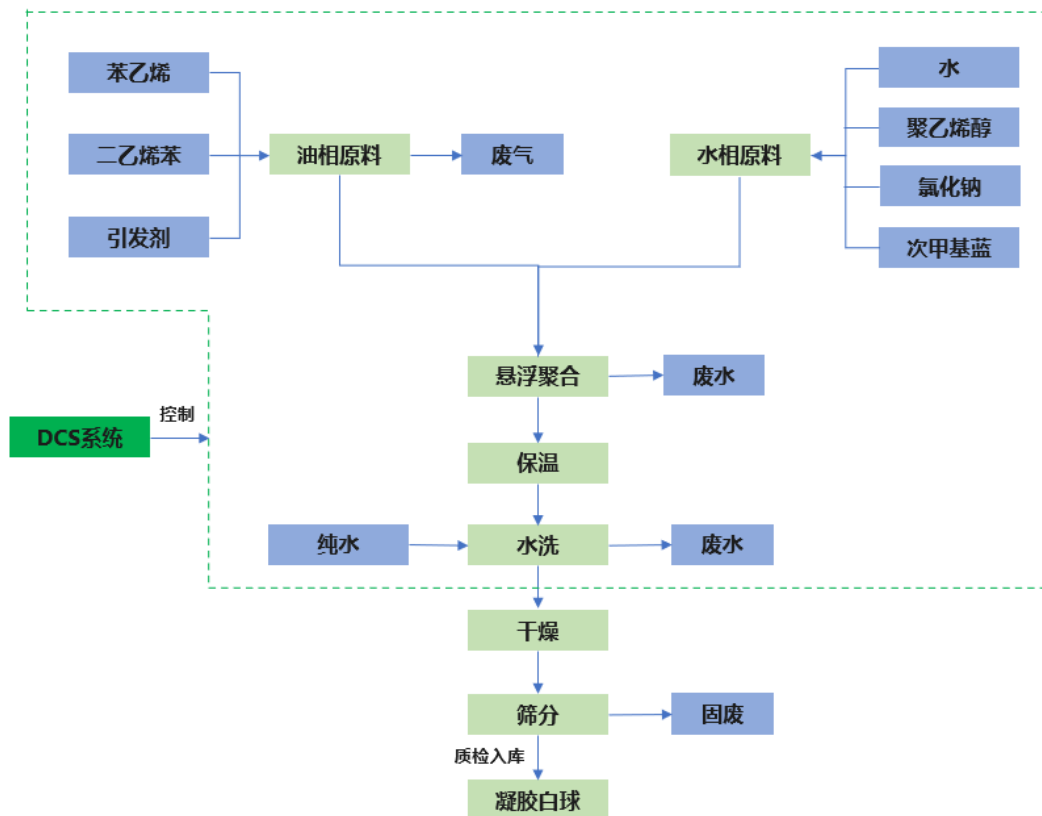 苯乙烯
水
聚乙烯醇
二乙烯苯
油相原料
废气
水相原料
氯化钠
引发剂
次甲基蓝
悬浮聚合
废水
控制
DCS系统
保温
纯水
水洗
废水
干燥
筛分
固废
质检入库
凝胶白球